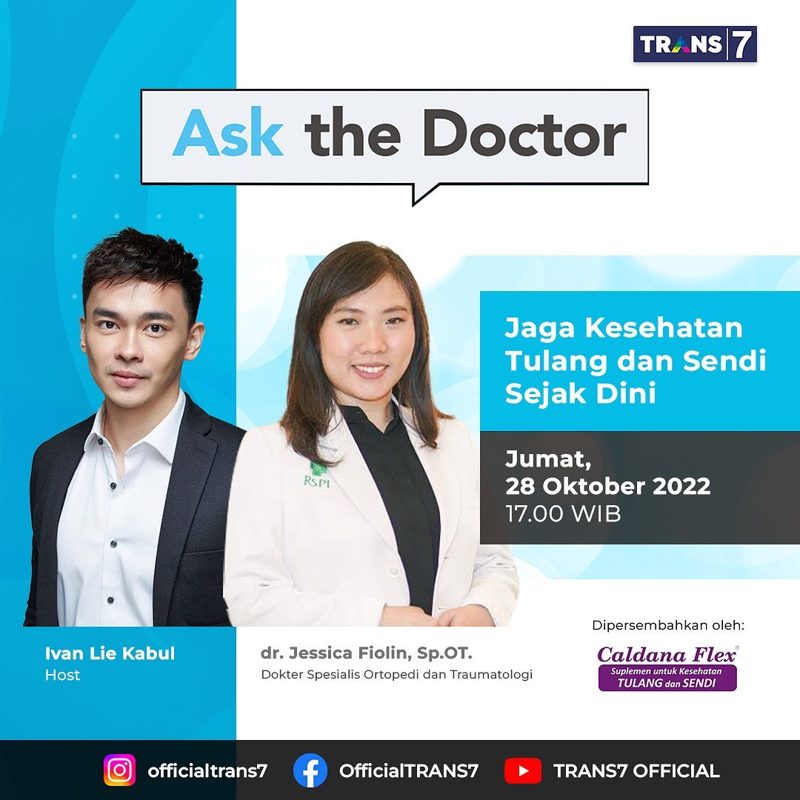 TRANS|7
Ask the Doctor
RSPI
Jaga Kesehatan
Tulang dan Sendi
Sejak Dini
Jumat,
28 Oktober 2022
17.00 WIB
Ivan Lie Kabul
Host
dr. Jessica Fiolin, Sp.OT.
Dokter Spesialis Ortopedi dan Traumatologi
Dipersembahkan oleh:
Caldana Flex®
Suplemen untuk Kesehatan
TULANG dan SENDI
officialtrans7
OfficialTRANS7
TRANS7 OFFICIAL